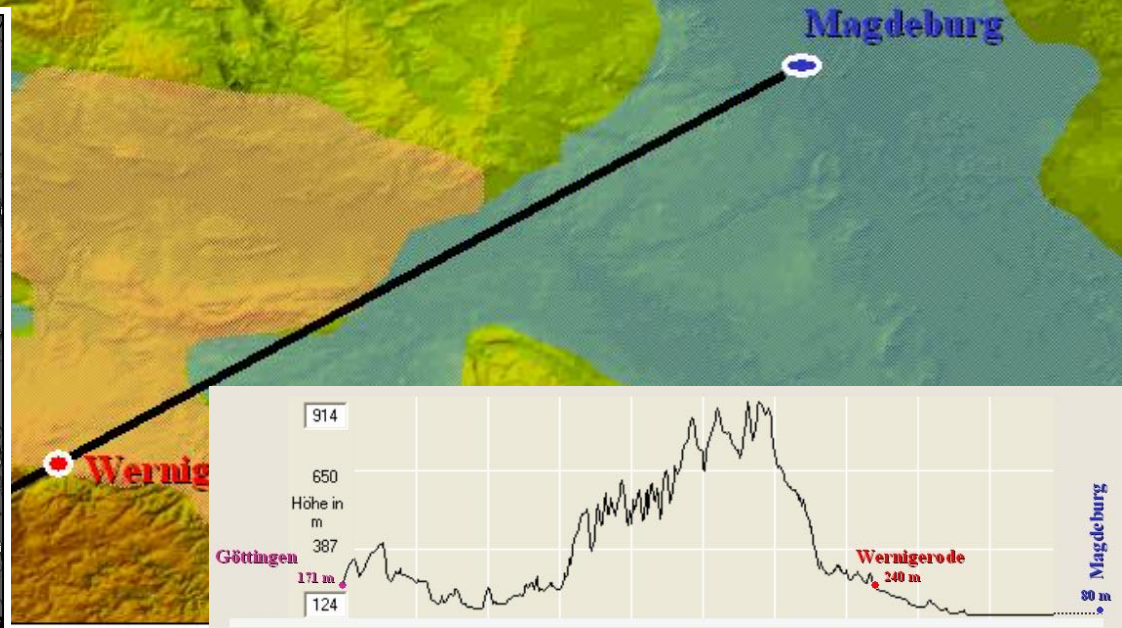 Magdeburg
Wernig
914
650
Höhe in
m
387
124
Göttingen
171 m
Wernigerode
240 m
Magdeburg
80 m